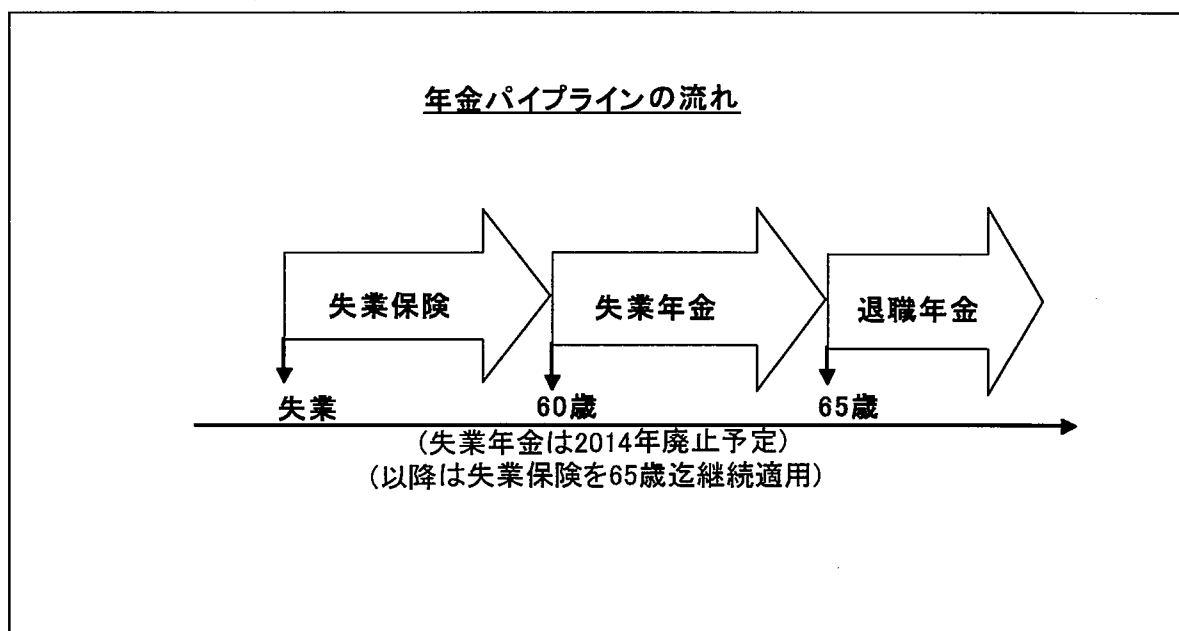 年金パイプラインの流れ
失業保険
失業年金
退職年金
失業
60歳
65歳
(失業年金は2014年廃止予定)
(以降は失業保険を65歳迄継続適用)